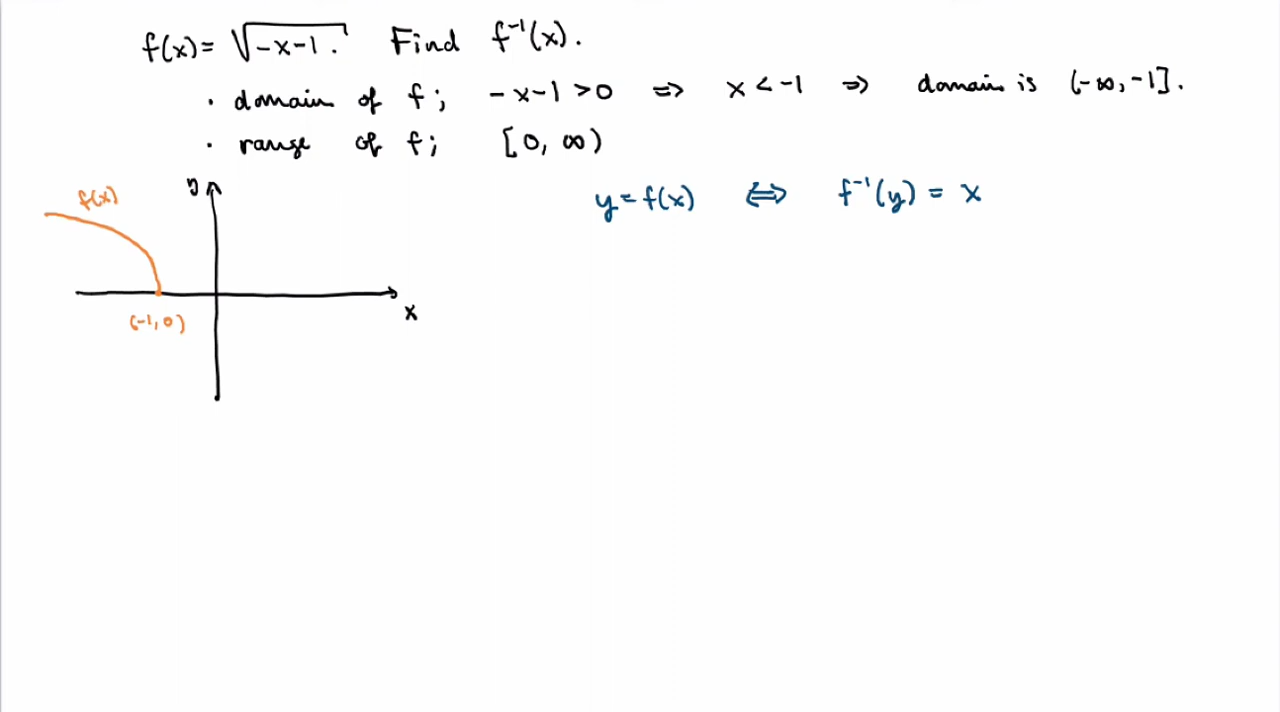 f(x) = √(-x-1). Find f⁻¹(x).
· domain of f; -x-1 > 0 ⇒ x < -1 ⇒ domain is (-∞, -1].
· range of f; [0, ∞)
y = f(x) ⇔ f⁻¹(y) = x
y
f(x)
x
(-1, 0)